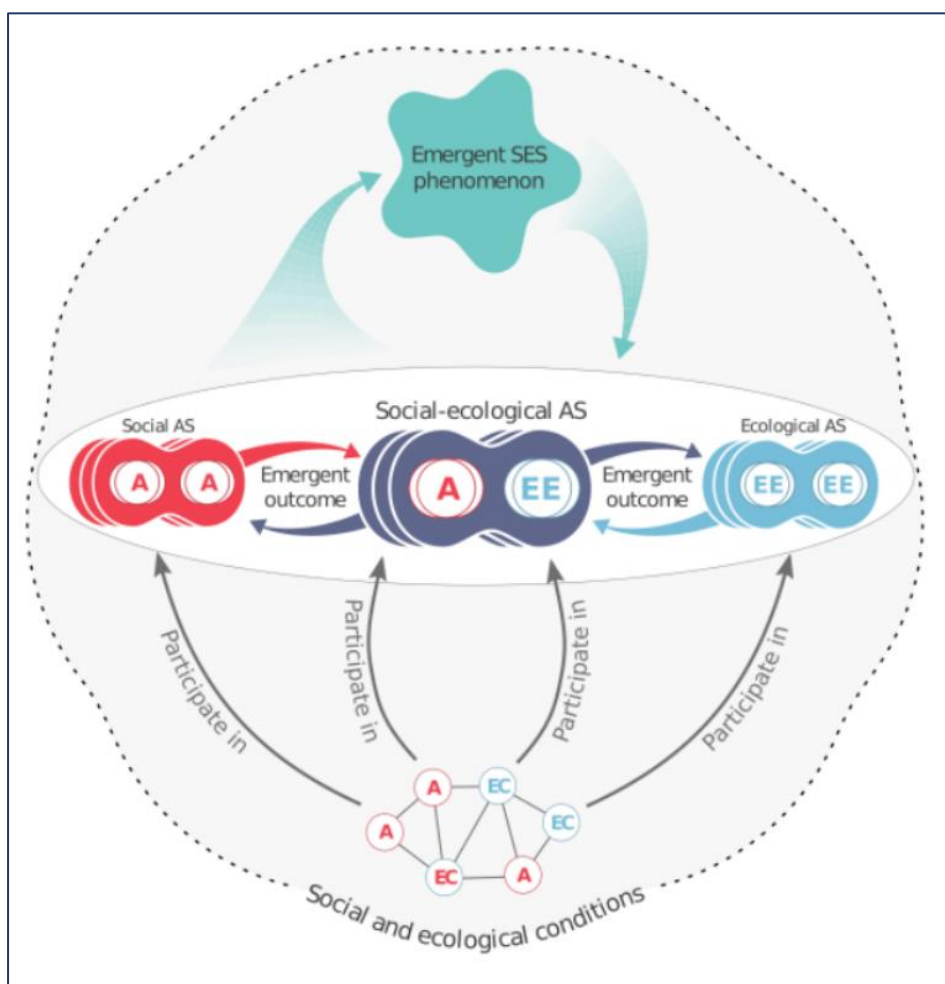 Emergent SES
phenomenon
Social AS
Social-ecological AS
Ecological AS
A
A
Emergent
outcome
A
EE
Emergent
outcome
EE
EE
Participate in
Participate in
Participate in
Participate in
A
EC
A
EC
EC
A
Social and ecological conditions